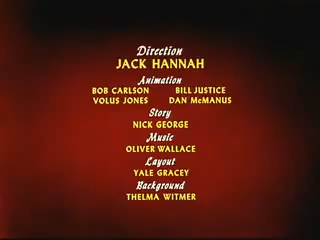 Direction
JACK HANNAH
Animation
BOB CARLSON BILL JUSTICE
VOLUS JONES DAN McMANUS
Story
NICK GEORGE
Music
OLIVER WALLACE
Layout
YALE GRACEY
Background
THELMA WITMER